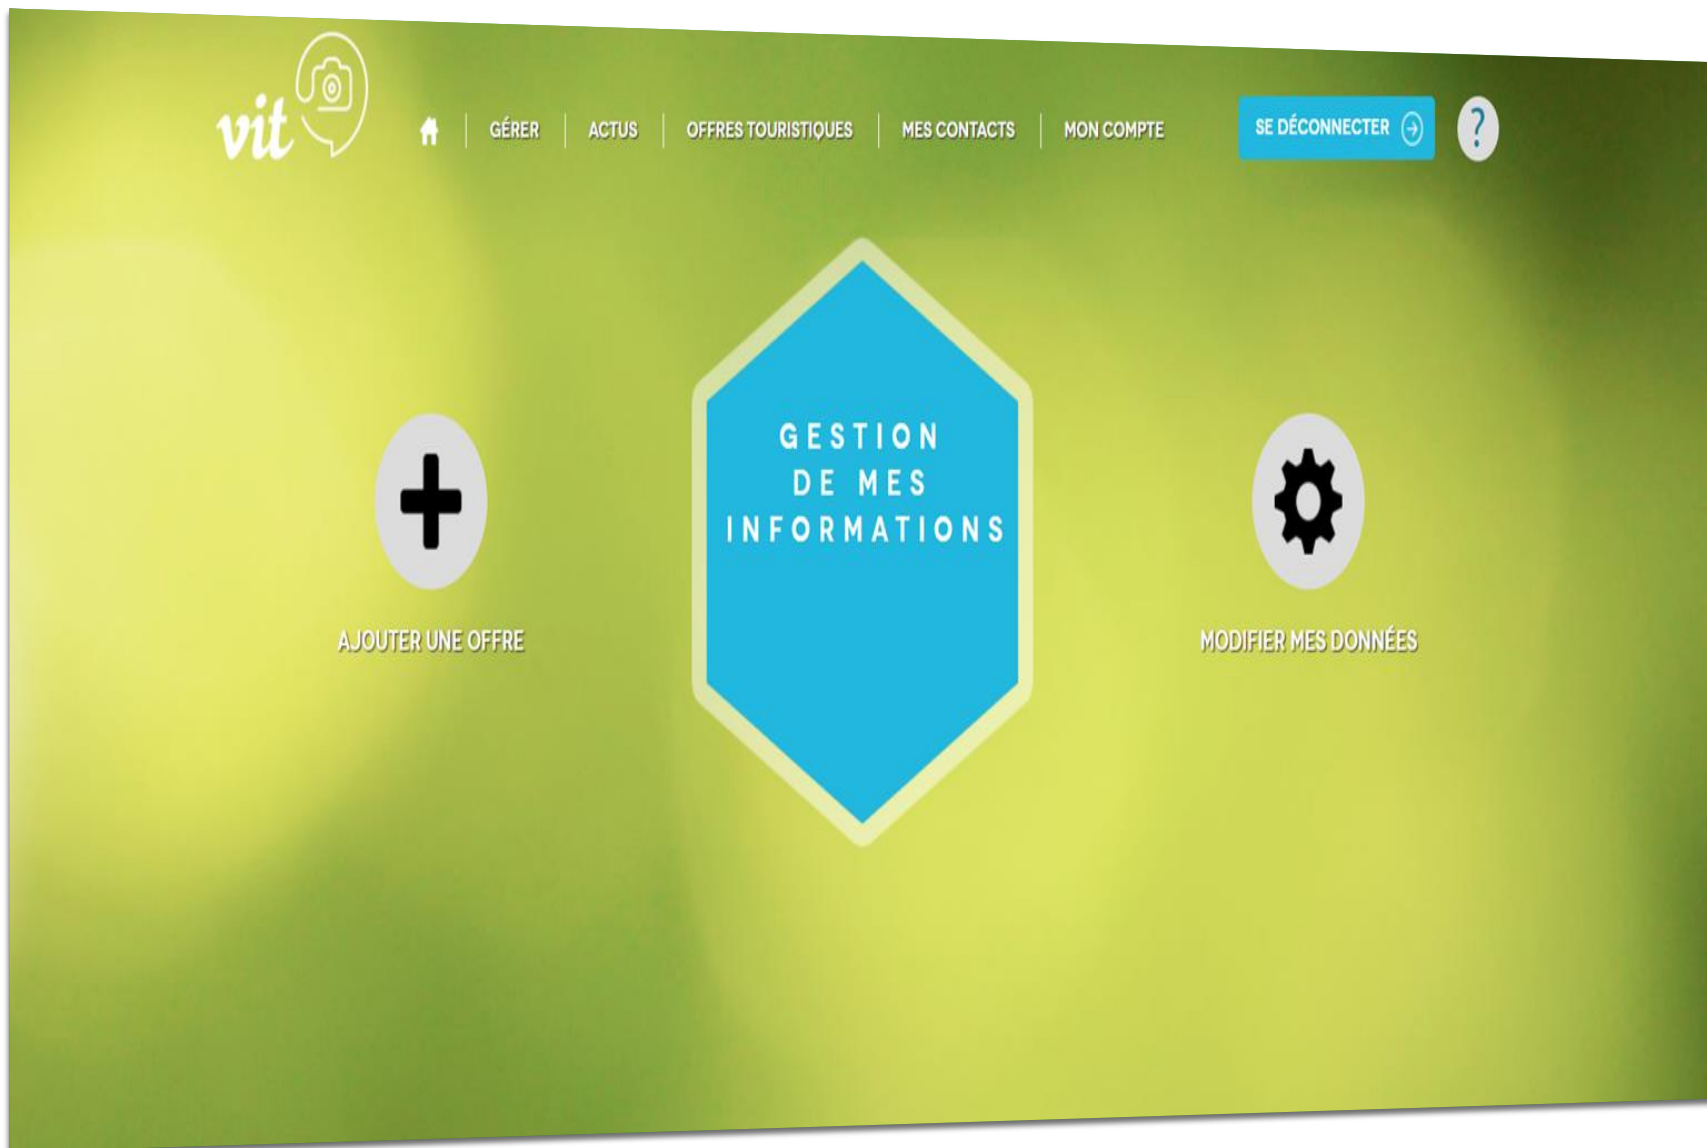 vit
GÉRER
ACTUS
OFFRES TOURISTIQUES
MES CONTACTS
MON COMPTE
SE DÉCONNECTER
?
GESTION
DE MES
INFORMATIONS
AJOUTER UNE OFFRE
MODIFIER MES DONNÉES